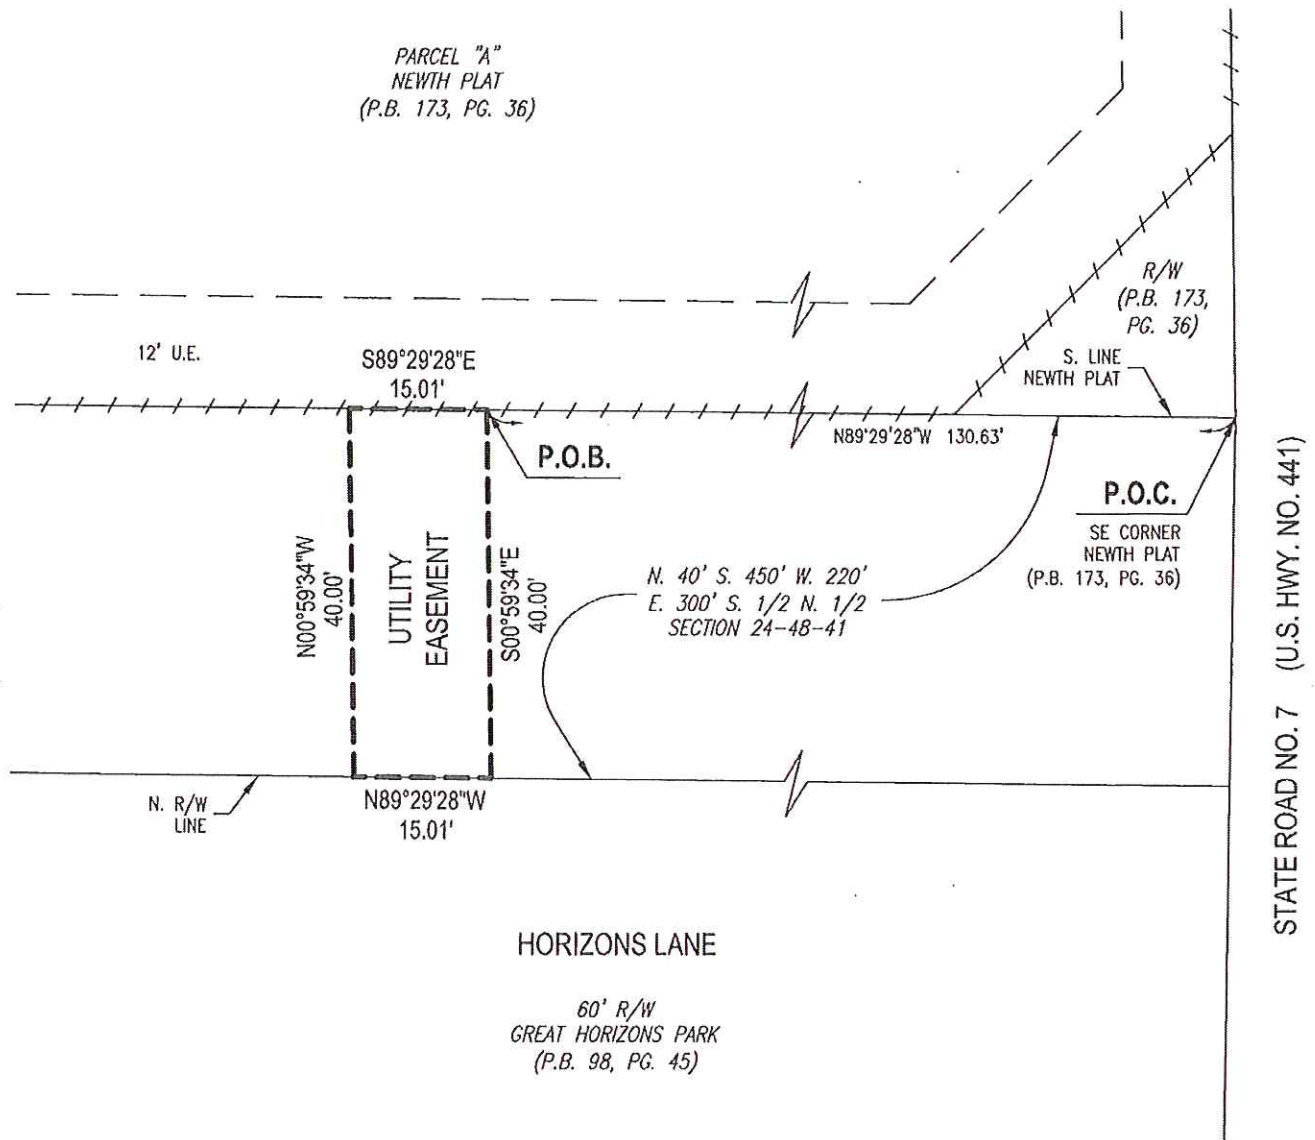 PARCEL "A"
NEWTH PLAT
(P.B. 173, PG. 36)
R/W
(P.B. 173,
PG. 36)
12' U.E.
S89°29'28"E
15.01'
S. LINE
NEWTH PLAT
N89°29'28"W 130.63'
P.O.B.
P.O.C.
SE CORNER
NEWTH PLAT
(P.B. 173, PG. 36)
N00°59'34"W
40.00'
UTILITY
EASEMENT
S00°59'34"E
40.00'
N. 40' S. 450' W. 220'
E. 300' S. 1/2 N. 1/2
SECTION 24-48-41
STATE ROAD NO. 7 (U.S. HWY. NO. 441)
N. R/W
LINE
N89°29'28"W
15.01'
HORIZONS LANE
60' R/W
GREAT HORIZONS PARK
(P.B. 98, PG. 45)